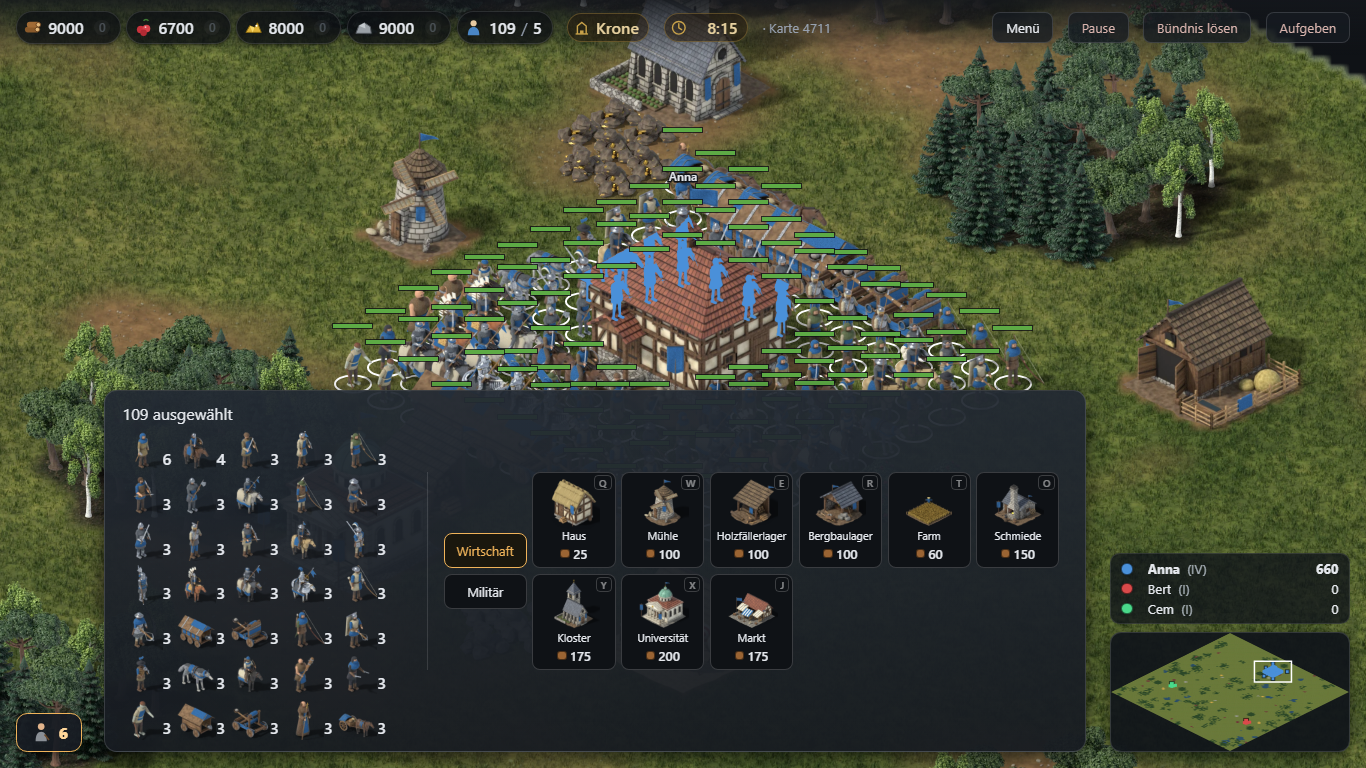 9000 0 6700 0 8000 0 9000 0 109 / 5 Krone 8:15 · Karte 4711 Menü Pause Bündnis lösen Aufgeben
Anna
109 ausgewählt
6 4 3 3 3
3 3 3 3 3
3 3 3 3 3
3 3 3 3 3
3 3 3 3 3
3 3 3 3 3
3 3 3 3 3
Wirtschaft
Militär
Q W E R T O
Haus Mühle Holzfällerlager Bergbaulager Farm Schmiede
25 100 100 100 60 150
Y X J
Kloster Universität Markt
175 200 175
Anna (IV) 660
Bert (I) 0
Cem (I) 0
6